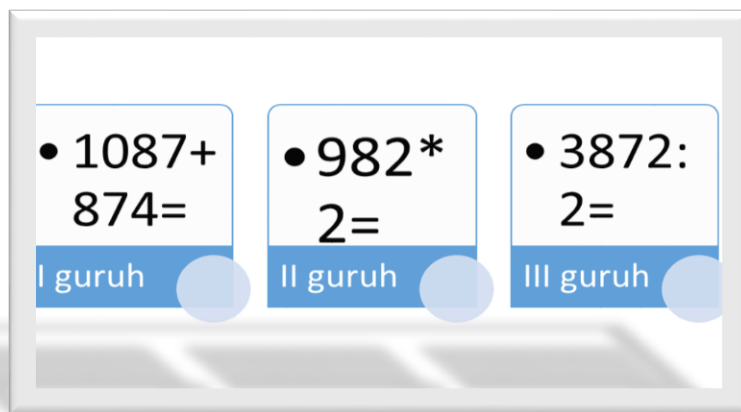 • 1087+
874=
I guruh
• 982*
2=
II guruh
• 3872:
2=
III guruh